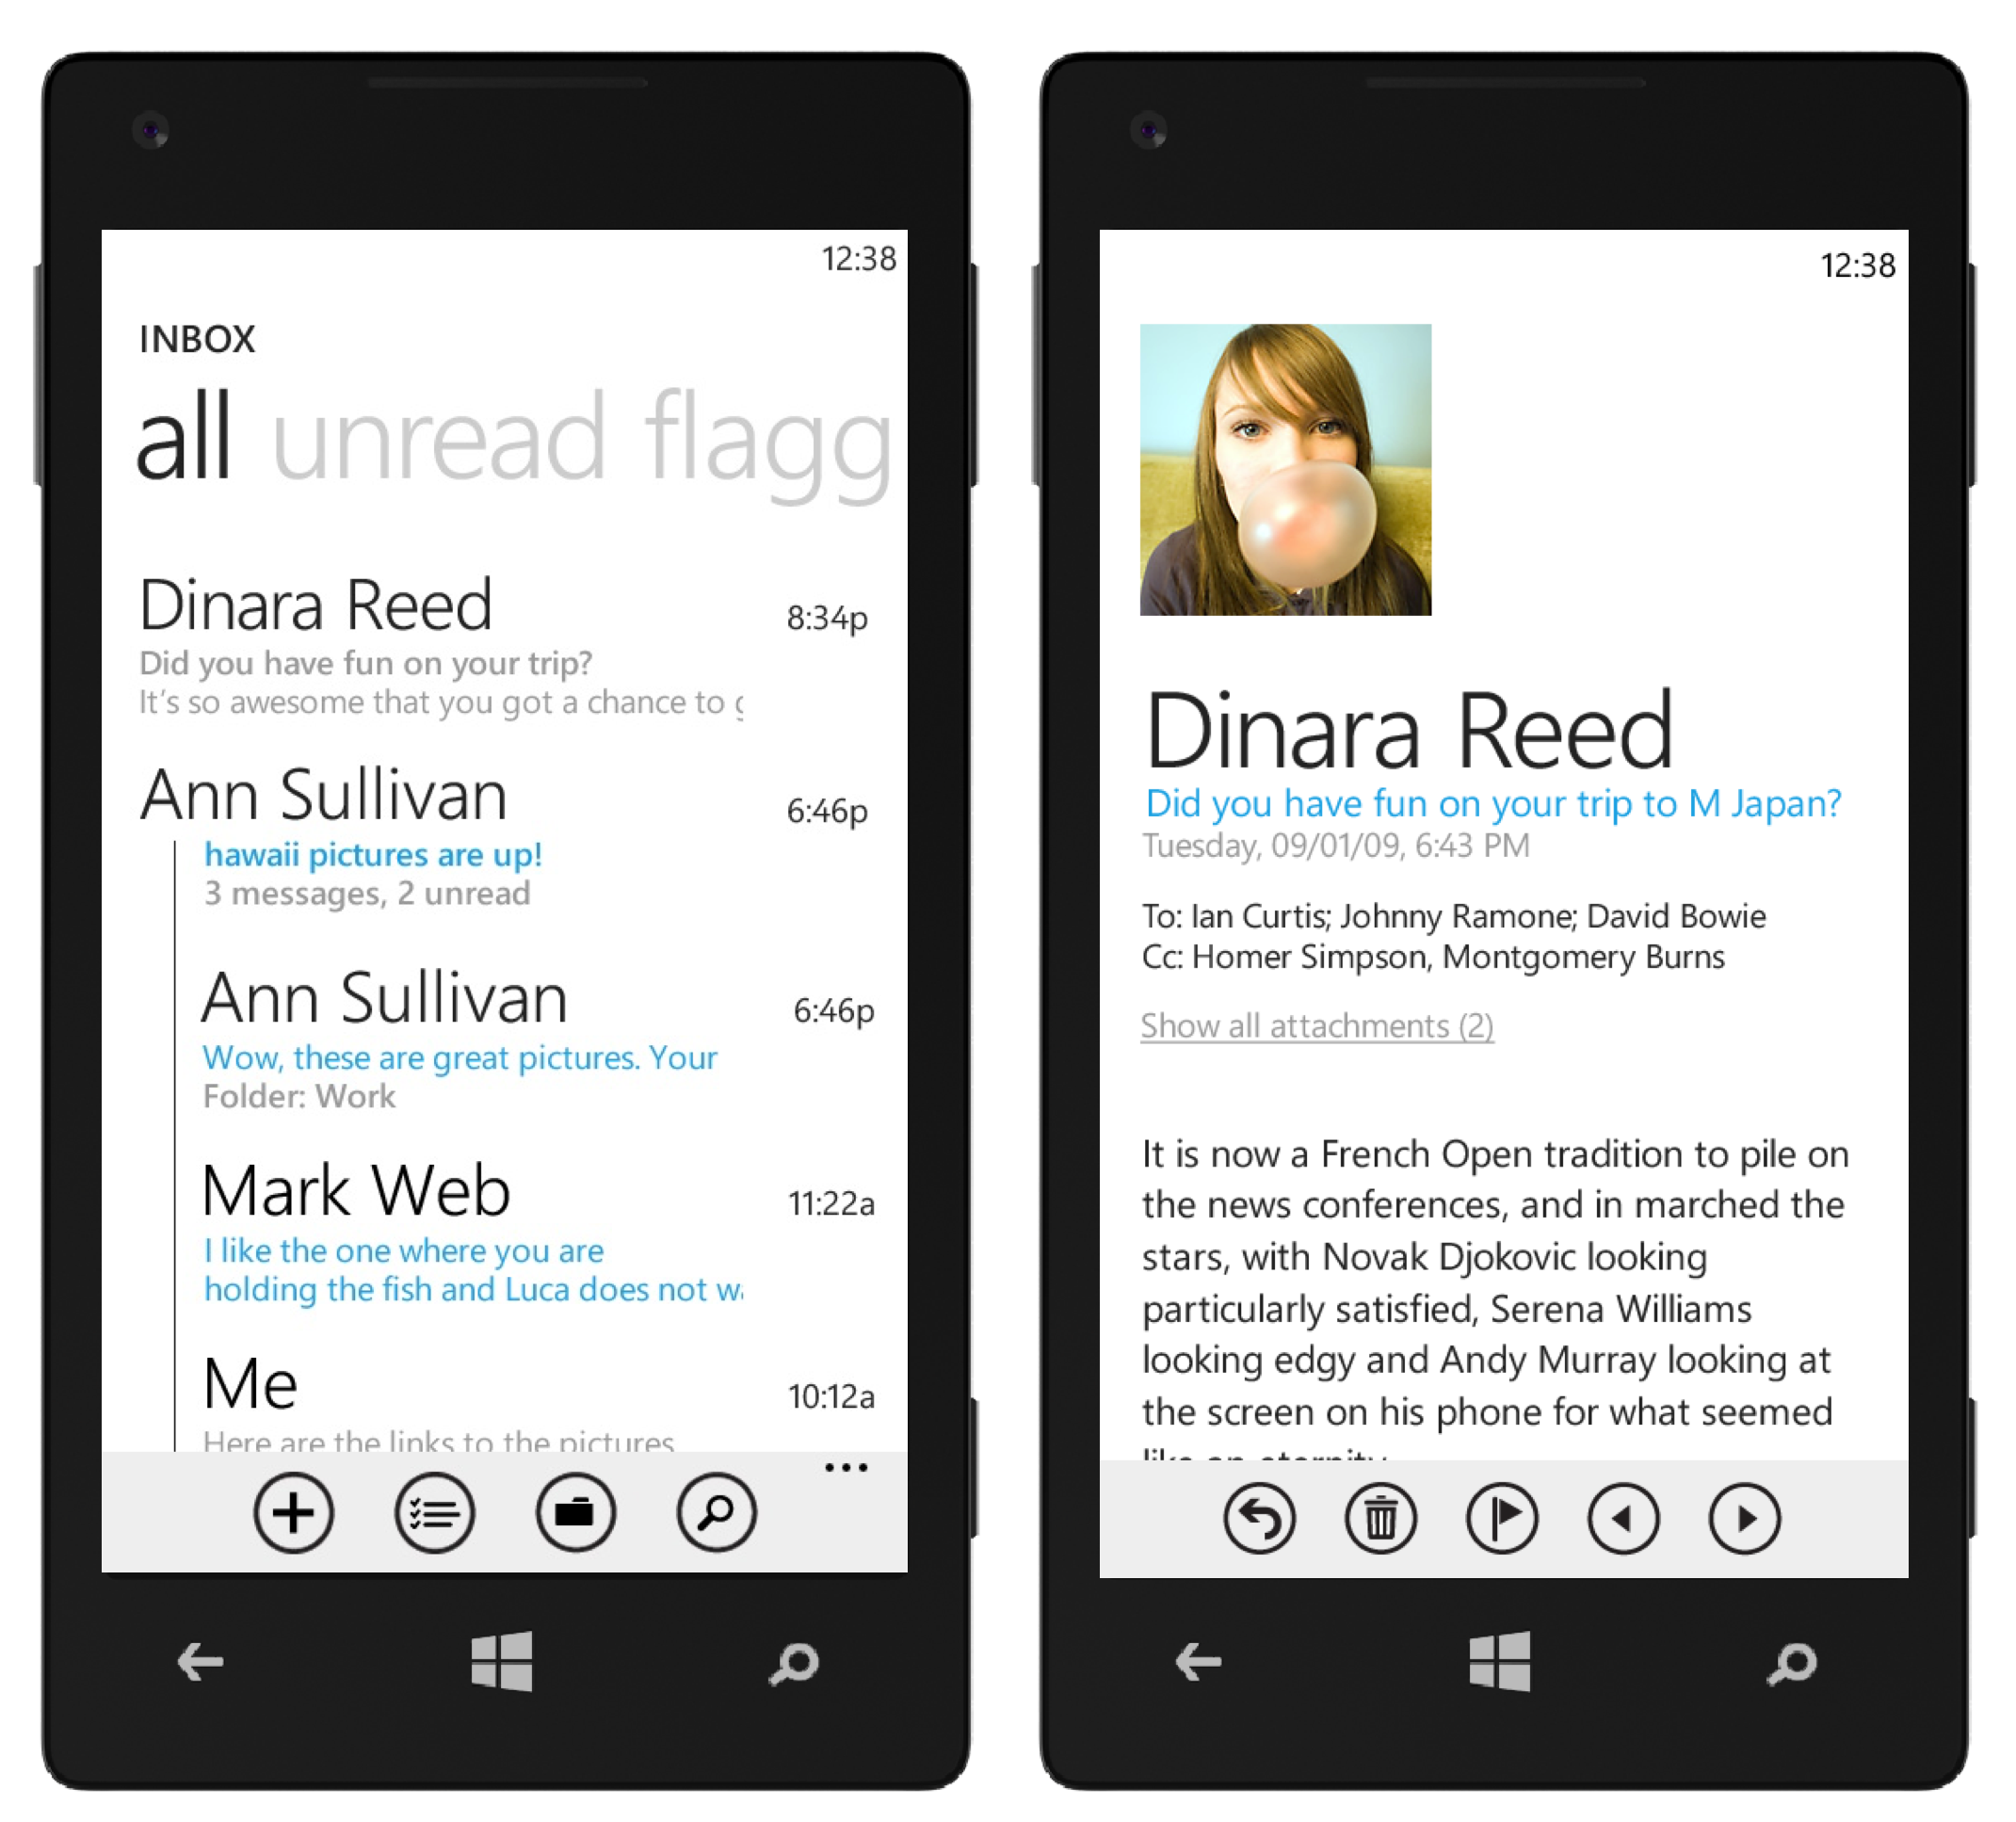 12:38
INBOX
all unread flagg
Dinara Reed 8:34p
Did you have fun on your trip?
It's so awesome that you got a chance to
Ann Sullivan 6:46p
hawaii pictures are up!
3 messages, 2 unread
Ann Sullivan 6:46p
Wow, these are great pictures. Your
Folder: Work
Mark Web 11:22a
I like the one where you are
holding the fish and Luca does not
Me 10:12a
Here are the links to the pictures
12:38
Dinara Reed
Did you have fun on your trip to M Japan?
Tuesday, 09/01/09, 6:43 PM
To: Ian Curtis; Johnny Ramone; David Bowie
Cc: Homer Simpson, Montgomery Burns
Show all attachments (2)
It is now a French Open tradition to pile on
the news conferences, and in marched the
stars, with Novak Djokovic looking
particularly satisfied, Serena Williams
looking edgy and Andy Murray looking at
the screen on his phone for what seemed
like an eternity